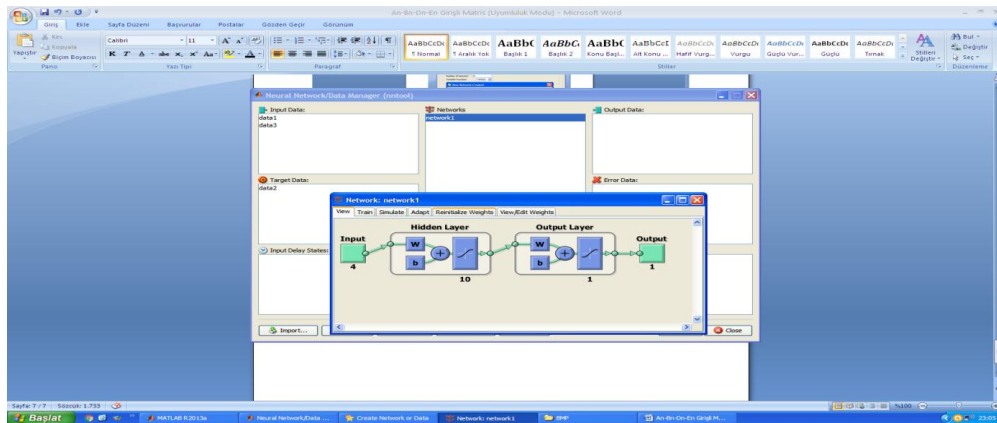 An-Bn-Dn-En Girişli Matris [Uyumluluk Modu] - Microsoft Word
Giriş Ekle Sayfa Düzeni Başvurular Postalar Gözden Geçir Görünüm
Yapıştır
Kes
Kopyala
Biçim Boyacısı
Pano
Calibri 11
Yazı Tipi
Paragraf
AaBbCcDc AaBbCcDc AaBbC AaBbC AaBbC AaBbCcI AaBbCcDc AaBbCcDc AaBbCcDc AaBbCcDc AaBbCcDc
¶ Normal ¶ Aralık Yok Başlık 1 Başlık 2 Konu Başl... Alt Konu ... Hafif Vurg... Vurgu Güçlü Vur... Güçlü Tırnak
Stiller
Stilleri Değiştir
Bul
Değiştir
Seç
Düzenleme
Neural Network/Data Manager (nntool)
Input Data:
data1
data3
Networks
network1
Output Data:
Target Data:
data2
Error Data:
Input Delay States:
Import...
Close
Network: network1
View Train Simulate Adapt Reinitialize Weights View/Edit Weights
Hidden Layer Output Layer
Input Output
W W
b b
4 10 1 1
Sayfa: 7 / 7 Sözcük: 1.733
%100
Başlat
MATLAB R2013a
Neural Network/Data ...
Create Network or Data
Network: network1
BMP
An-Bn-Dn-En Girişli M...
23:05